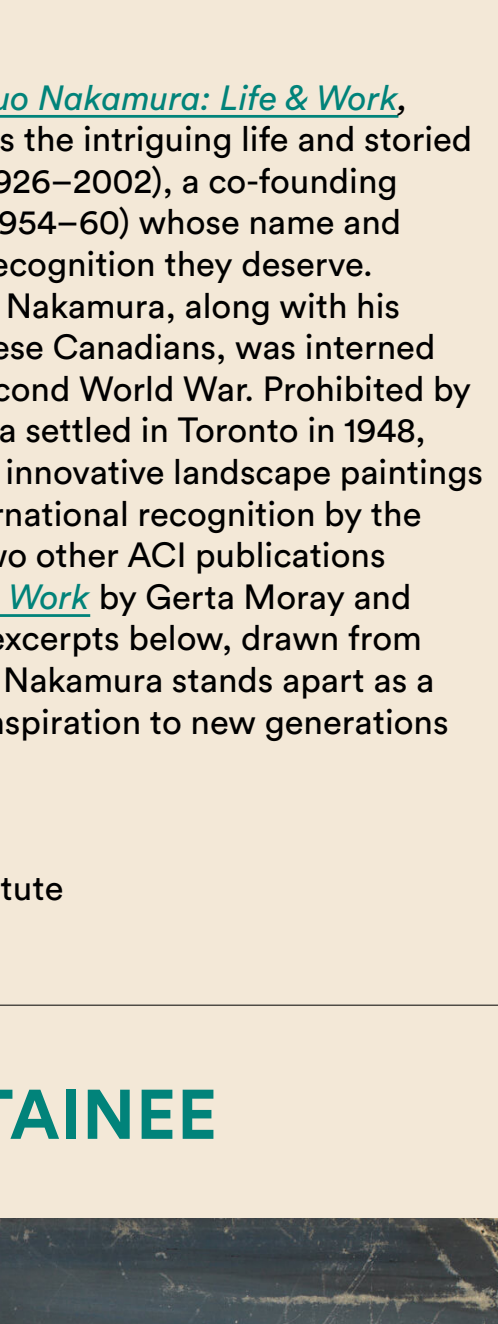 uo Nakamura: Life & Work,
s the intriguing life and storied
926–2002), a co-founding
954–60) whose name and
ecognition they deserve.
Nakamura, along with his
ese Canadians, was interned
cond World War. Prohibited by
a settled in Toronto in 1948,
innovative landscape paintings
rnational recognition by the
wo other ACI publications
Work by Gerta Moray and
excerpts below, drawn from
Nakamura stands apart as a
nspiration to new generations
tute
TAINEE